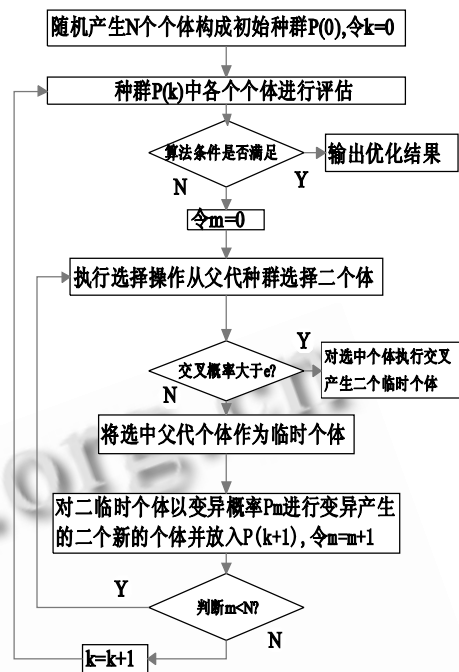 随机产生N个个体构成初始种群P(0),令k=0
种群P(k)中各个个体进行评估
算法条件是否满足
输出优化结果
N
Y
令m=0
执行选择操作从父代种群选择二个体
交叉概率大于c?
Y
N
对选中个体执行交叉
产生二个临时个体
将选中父代个体作为临时个体
对二临时个体以变异概率Pm进行变异产生
的二个新的个体并放入P(k+1),令m=m+1
Y
判断m<N?
N
k=k+1